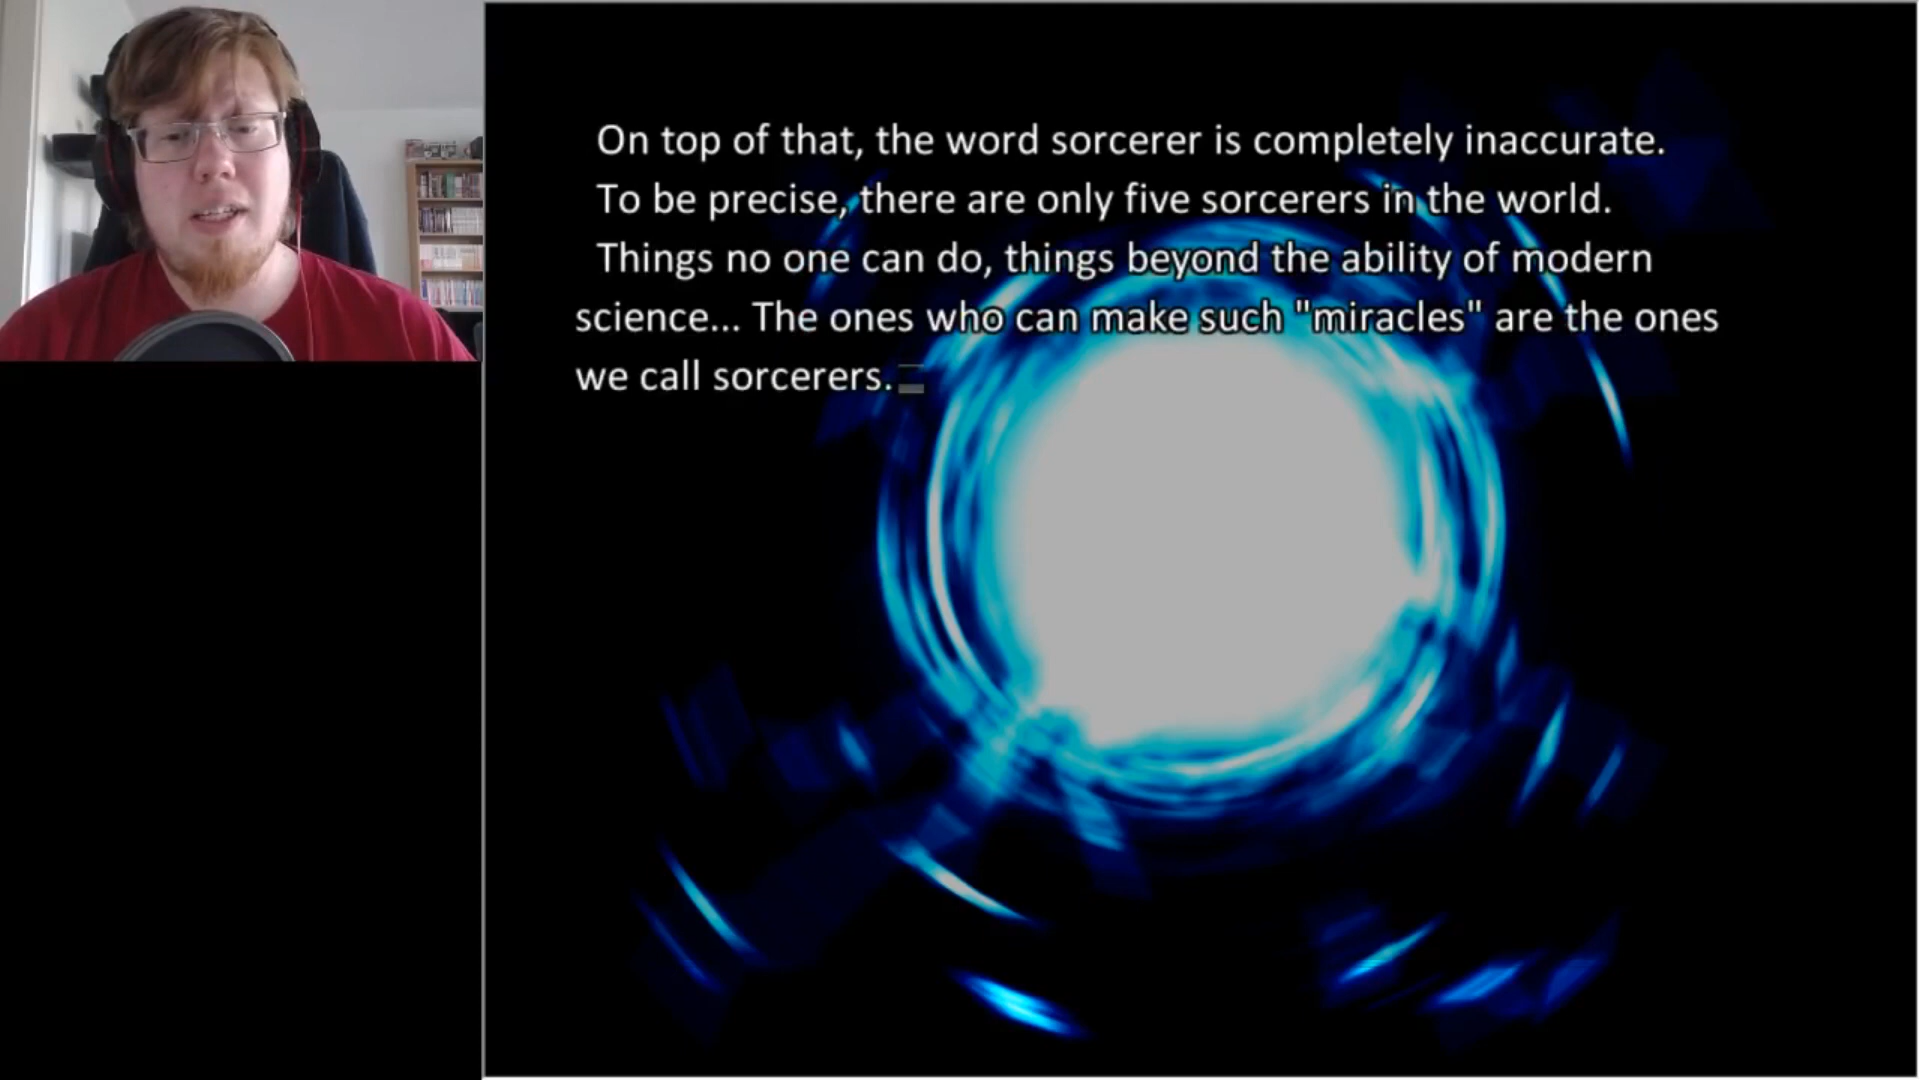 On top of that, the word sorcerer is completely inaccurate.
To be precise, there are only five sorcerers in the world.
Things no one can do, things beyond the ability of modern
science... The ones who can make such "miracles" are the ones
we call sorcerers.